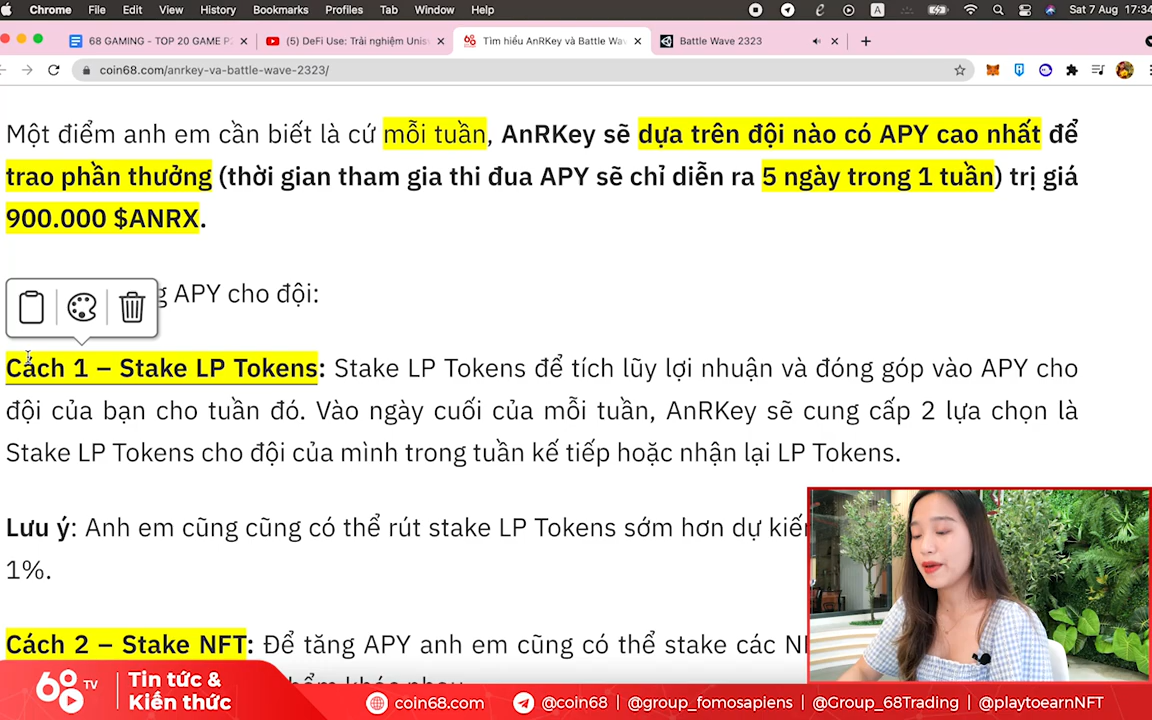 Chrome File Edit View History Bookmarks Profiles Tab Window Help A Sat 7 Aug 17:34
68 GAMING - TOP 20 GAME P2 (5) DeFi Use: Trải nghiệm Unis Tìm hiểu AnRKey và Battle Wav Battle Wave 2323
coin68.com/anrkey-va-battle-wave-2323/
Một điểm anh em cần biết là cứ mỗi tuần, AnRKey sẽ dựa trên đội nào có APY cao nhất để
trao phần thưởng (thời gian tham gia thi đua APY sẽ chỉ diễn ra 5 ngày trong 1 tuần) trị giá
900.000 $ANRX.
g APY cho đội:
Cách 1 – Stake LP Tokens: Stake LP Tokens để tích lũy lợi nhuận và đóng góp vào APY cho
đội của bạn cho tuần đó. Vào ngày cuối của mỗi tuần, AnRKey sẽ cung cấp 2 lựa chọn là
Stake LP Tokens cho đội của mình trong tuần kế tiếp hoặc nhận lại LP Tokens.
Lưu ý: Anh em cũng cũng có thể rút stake LP Tokens sớm hơn dự kiến
1%.
Cách 2 – Stake NFT: Để tăng APY anh em cũng có thể stake các NF
68 TV Tin tức &
Kiến thức
coin68.com @coin68 | @group_fomosapiens | @Group_68Trading | @playtoearnNFT